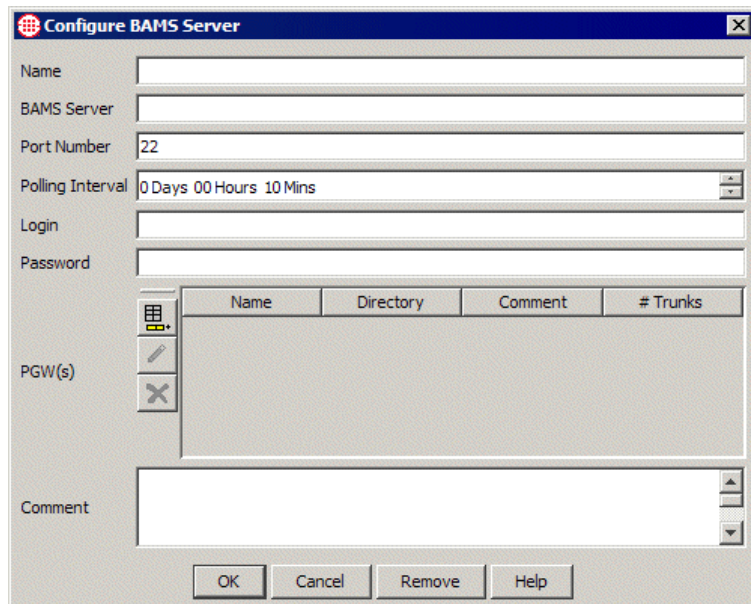 Configure BAMS Server
Name
BAMS Server
Port Number 22
Polling Interval 0 Days 00 Hours 10 Mins
Login
Password
Name Directory Comment # Trunks
PGW(s)
Comment
OK Cancel Remove Help